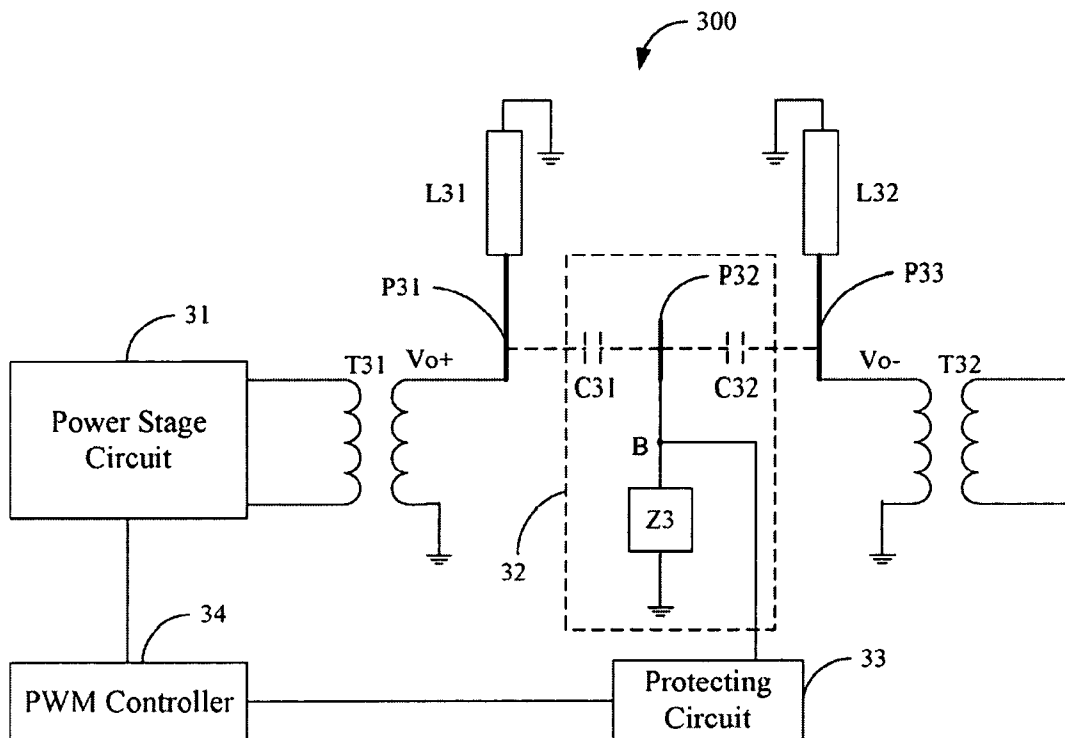 300
L31
L32
P31
P32
P33
31
T31
Vo+
C31
C32
Vo-
T32
Power Stage
Circuit
B
Z3
32
34
33
PWM Controller
Protecting
Circuit